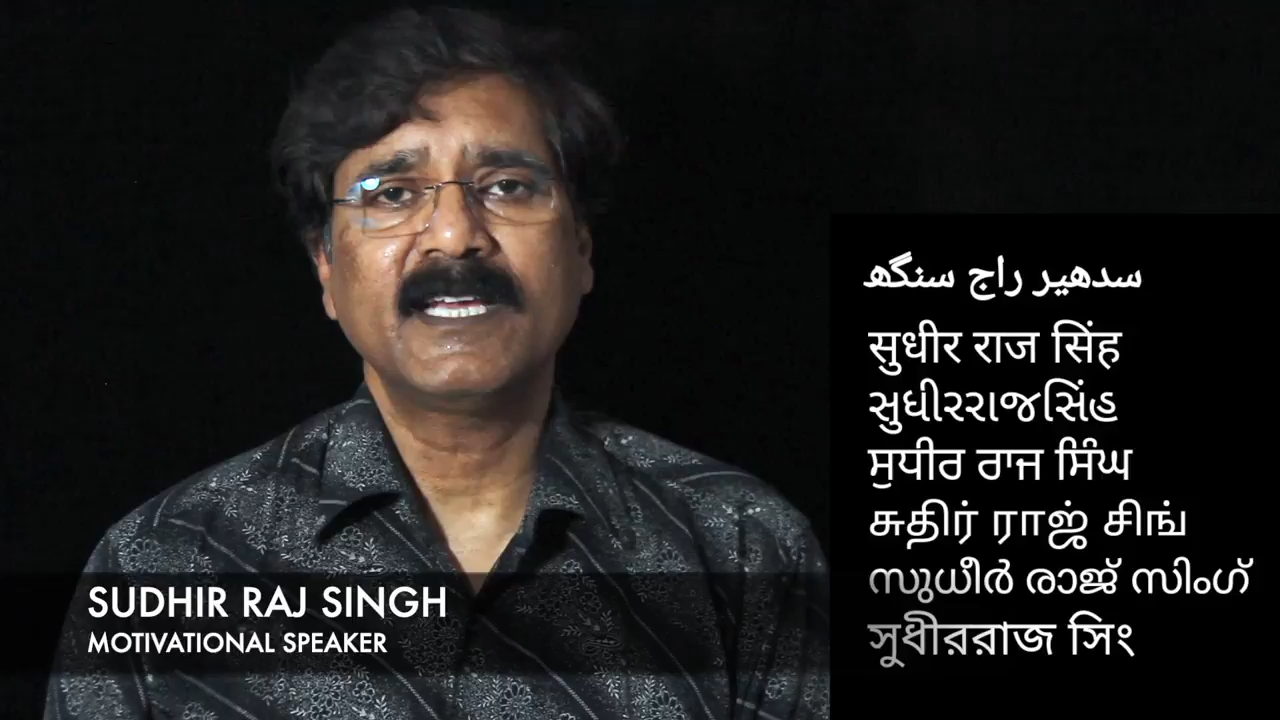 سدھیر راج سنگھ
सुधीर राज सिंह
સુધીરરાજસિંહ
ਸੁਧੀਰ ਰਾਜ ਸਿੰਘ
சுதிர் ராஜ் சிங்
സുധീർ രാജ് സിംഗ്
সুধীররাজ সিং
SUDHIR RAJ SINGH
MOTIVATIONAL SPEAKER